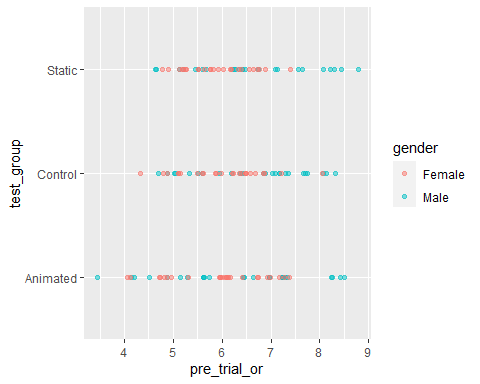 test_group
Static
Control
Animated
4 5 6 7 8 9
pre_trial_or
gender
Female
Male